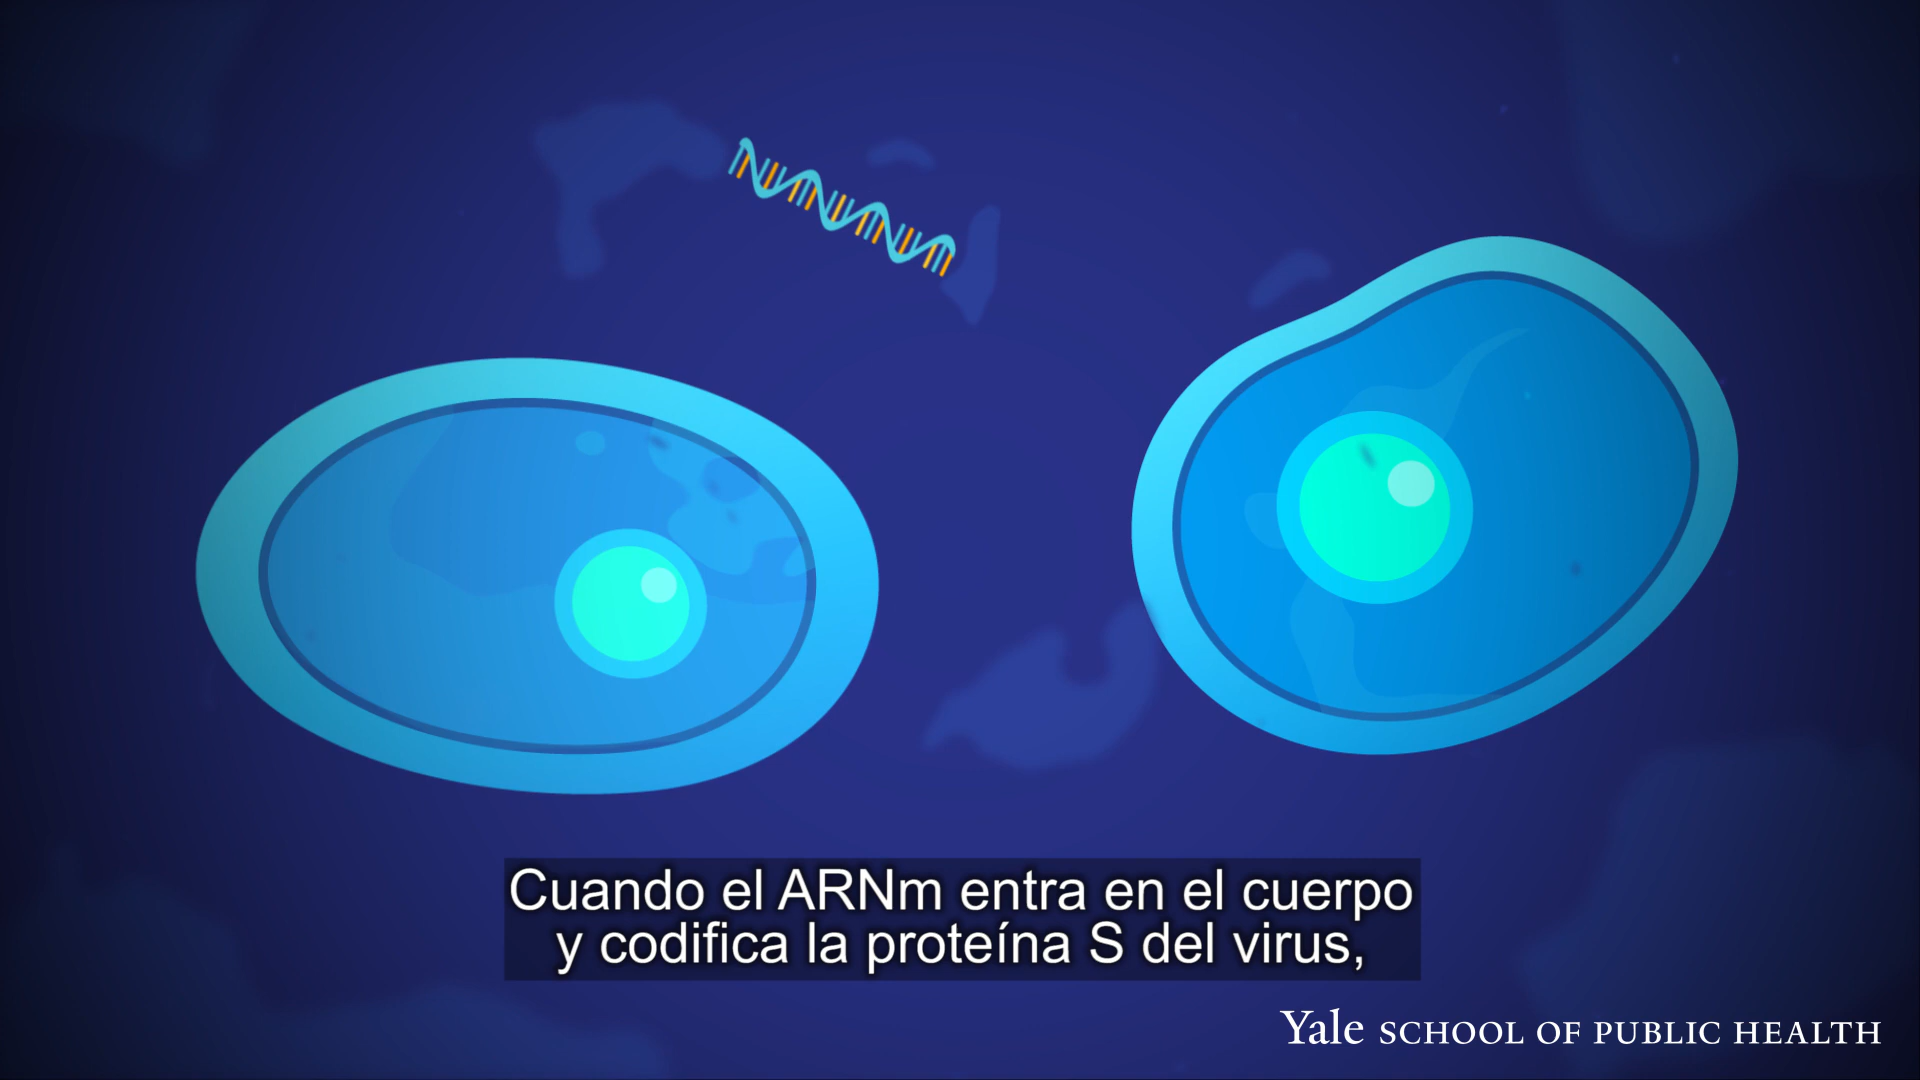 Cuando el ARNm entra en el cuerpo
y codifica la proteína S del virus,
Yale SCHOOL OF PUBLIC HEALTH